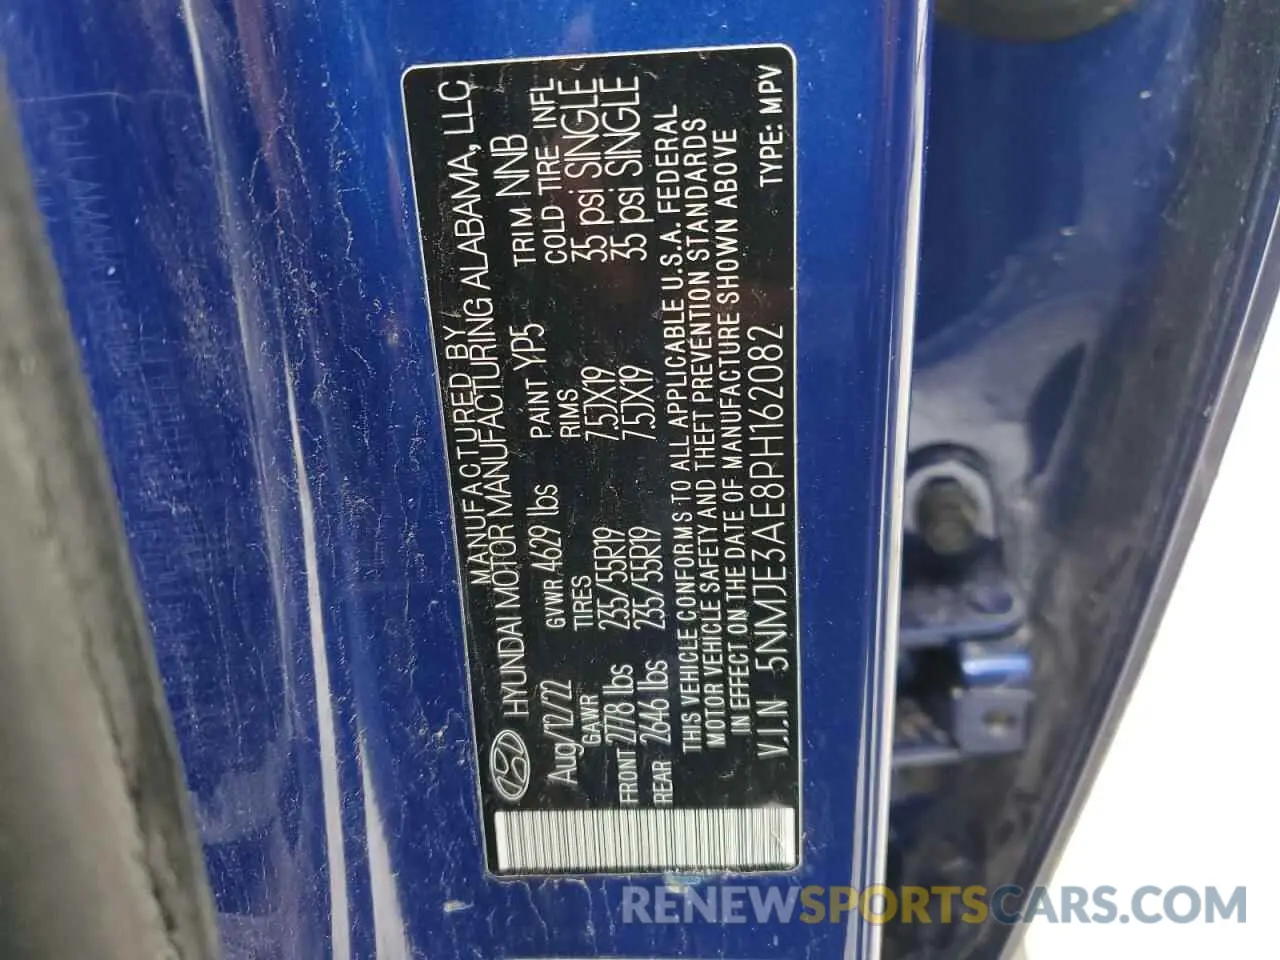 MANUFACTURED BY
HYUNDAI MOTOR MANUFACTURING ALABAMA, LLC
Aug/12/22 GVWR 4629 lbs PAINT YP5 TRIM NNB
GAWR TIRES RIMS COLD TIRE INFL
FRONT 2778 lbs 235/55R19 7.5JX19 35 psi SINGLE
REAR 2646 lbs 235/55R19 7.5JX19 35 psi SINGLE
THIS VEHICLE CONFORMS TO ALL APPLICABLE U.S.A. FEDERAL
MOTOR VEHICLE SAFETY AND THEFT PREVENTION STANDARDS
IN EFFECT ON THE DATE OF MANUFACTURE SHOWN ABOVE
V.I.N 5NMJE3AE8PH162082 TYPE: MPV
RENEWSPORTSCARS.COM